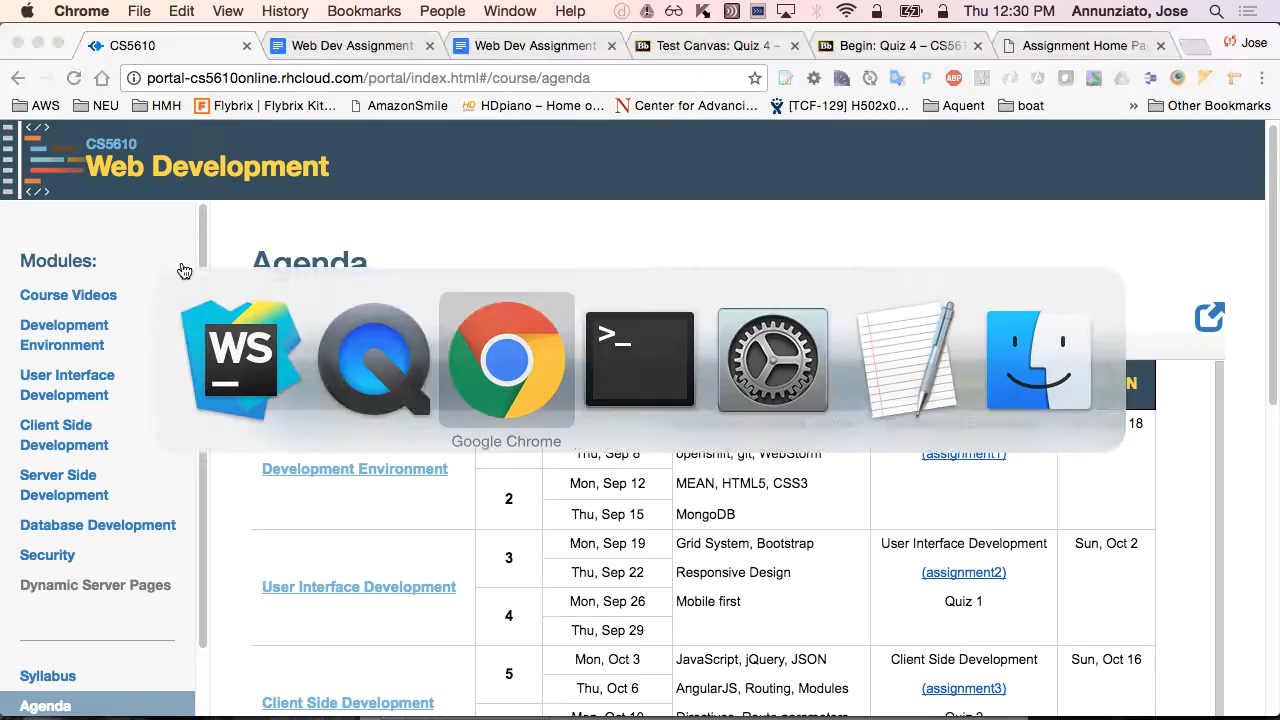 Chrome File Edit View History Bookmarks People Window Help Thu 12:30 PM Annunziato, Jose
CS5610 Web Dev Assignment Web Dev Assignment Test Canvas: Quiz 4 – Begin: Quiz 4 – CS56 Assignment Home Pa Jose
portal-cs5610online.rhcloud.com/portal/index.html#/course/agenda
AWS NEU HMH Flybrix | Flybrix Kit... AmazonSmile HDpiano – Home o... Center for Advanci... [TCF-129] H502x0... Aquent boat » Other Bookmarks
CS5610
Web Development
Modules:
Course Videos
Development
Environment
User Interface
Development
Client Side
Development
Server Side
Development
Database Development
Security
Dynamic Server Pages
Syllabus
Agenda
Agenda
WS
>_
Google Chrome
N
18
Development Environment
Thu, Sep 8 openshift, git, WebStorm (assignment1)
2 Mon, Sep 12 MEAN, HTML5, CSS3
Thu, Sep 15 MongoDB
User Interface Development
3 Mon, Sep 19 Grid System, Bootstrap User Interface Development Sun, Oct 2
Thu, Sep 22 Responsive Design (assignment2)
4 Mon, Sep 26 Mobile first Quiz 1
Thu, Sep 29
Client Side Development
5 Mon, Oct 3 JavaScript, jQuery, JSON Client Side Development Sun, Oct 16
Thu, Oct 6 AngularJS, Routing, Modules (assignment3)
Mon, Oct 10 Directives, Route parameters Quiz 2